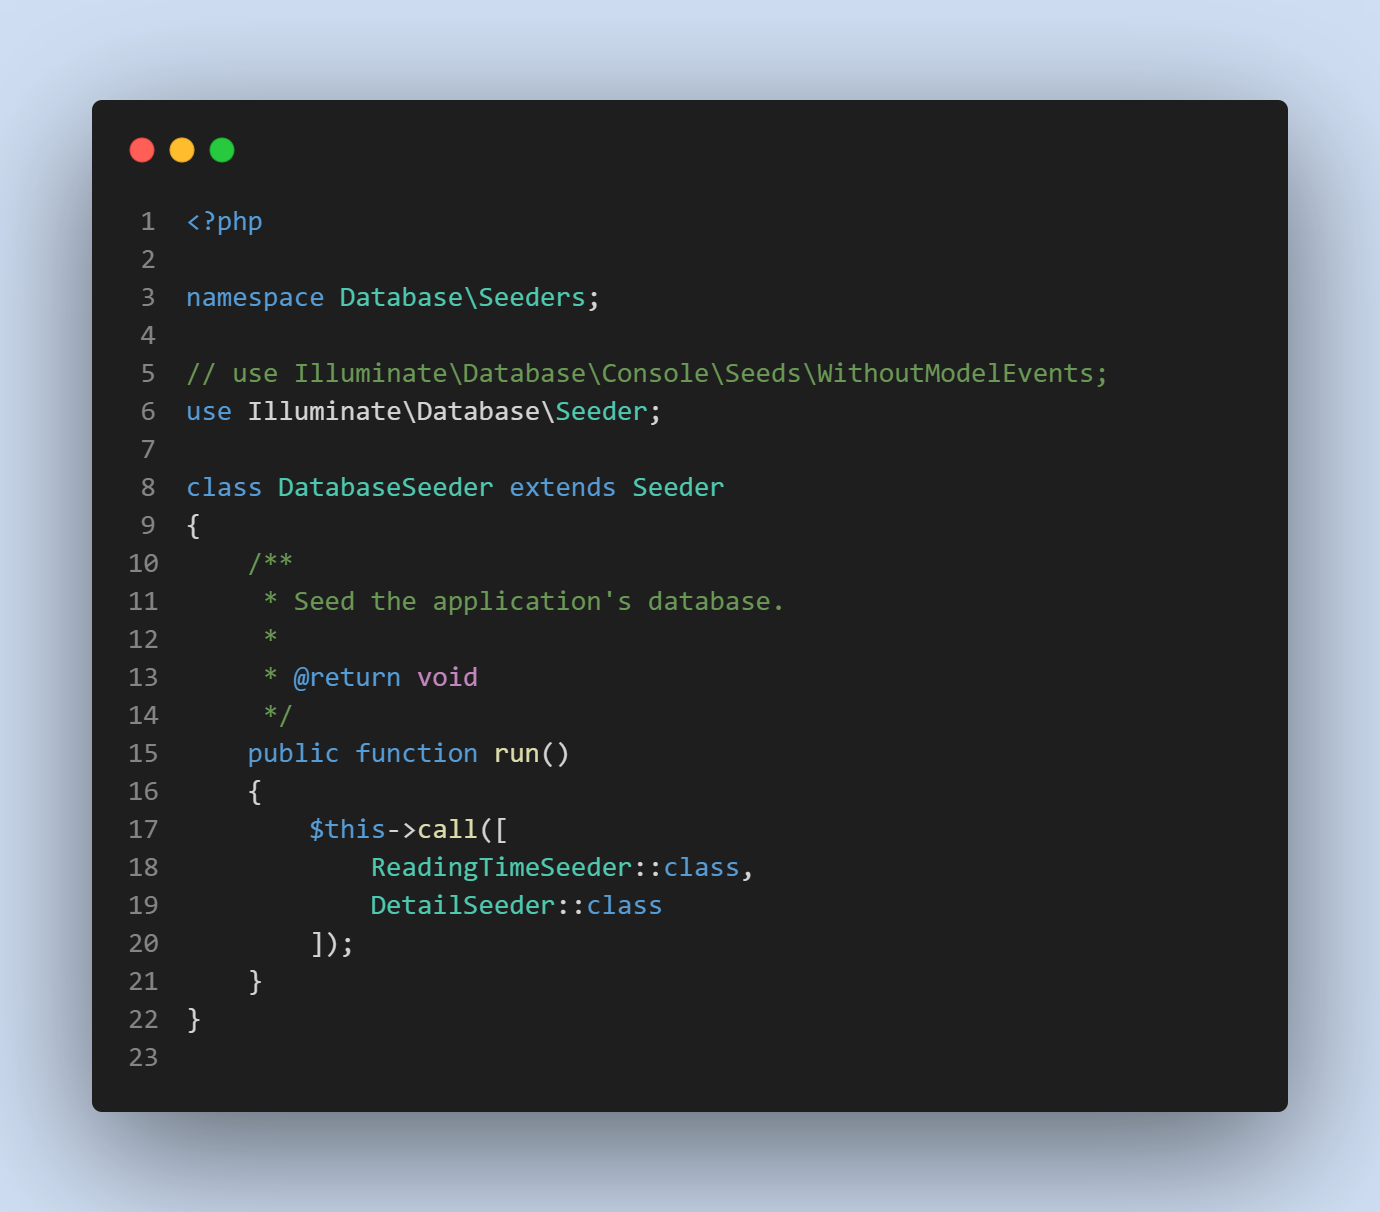 1 <?php
2
3 namespace Database\Seeders;
4
5 // use Illuminate\Database\Console\Seeds\WithoutModelEvents;
6 use Illuminate\Database\Seeder;
7
8 class DatabaseSeeder extends Seeder
9 {
10     /**
11      * Seed the application's database.
12      *
13      * @return void
14      */
15     public function run()
16     {
17         $this->call([
18             ReadingTimeSeeder::class,
19             DetailSeeder::class
20         ]);
21     }
22 }
23